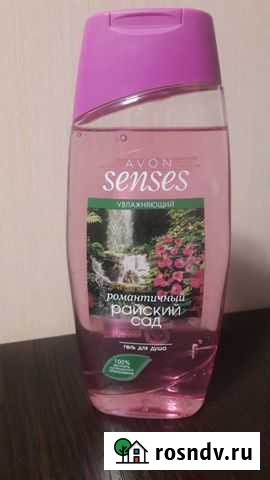 AVON
senses
УВЛАЖНЯЮЩИЙ
романтичный
РАЙСКИЙ
САД
гель для душа
100%
rosndv.ru